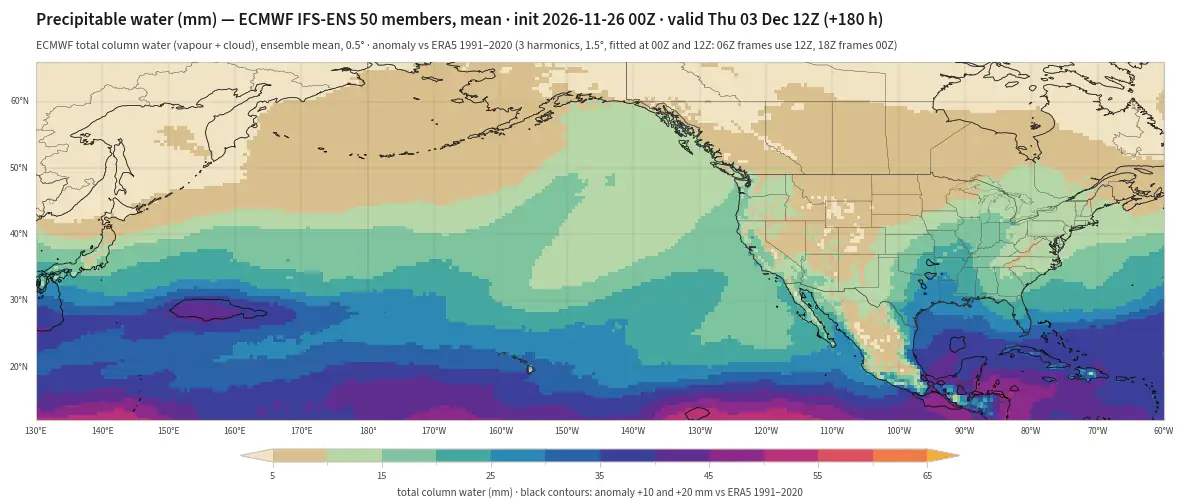 Precipitable water (mm) — ECMWF IFS-ENS 50 members, mean · init 2026-11-26 00Z · valid Thu 03 Dec 12Z (+180 h)
ECMWF total column water (vapour + cloud), ensemble mean, 0.5° · anomaly vs ERA5 1991–2020 (3 harmonics, 1.5°, fitted at 00Z and 12Z: 06Z frames use 12Z, 18Z frames 00Z)
60°N
50°N
40°N
30°N
20°N
130°E 140°E 150°E 160°E 170°E 180° 170°W 160°W 150°W 140°W 130°W 120°W 110°W 100°W 90°W 80°W 70°W 60°W
5 15 25 35 45 55 65
total column water (mm) · black contours: anomaly +10 and +20 mm vs ERA5 1991–2020